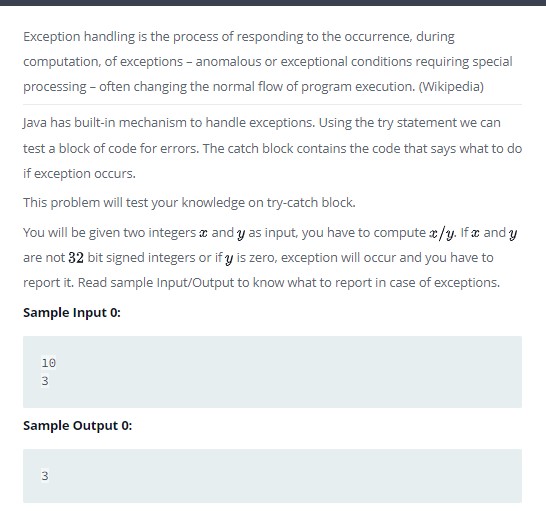 Exception handling is the process of responding to the occurrence, during
computation, of exceptions – anomalous or exceptional conditions requiring special
processing – often changing the normal flow of program execution. (Wikipedia)
Java has built-in mechanism to handle exceptions. Using the try statement we can
test a block of code for errors. The catch block contains the code that says what to do
if exception occurs.
This problem will test your knowledge on try-catch block.
You will be given two integers x and y as input, you have to compute x/y. If x and y
are not 32 bit signed integers or if y is zero, exception will occur and you have to
report it. Read sample Input/Output to know what to report in case of exceptions.
Sample Input 0:
10
3
Sample Output 0:
3